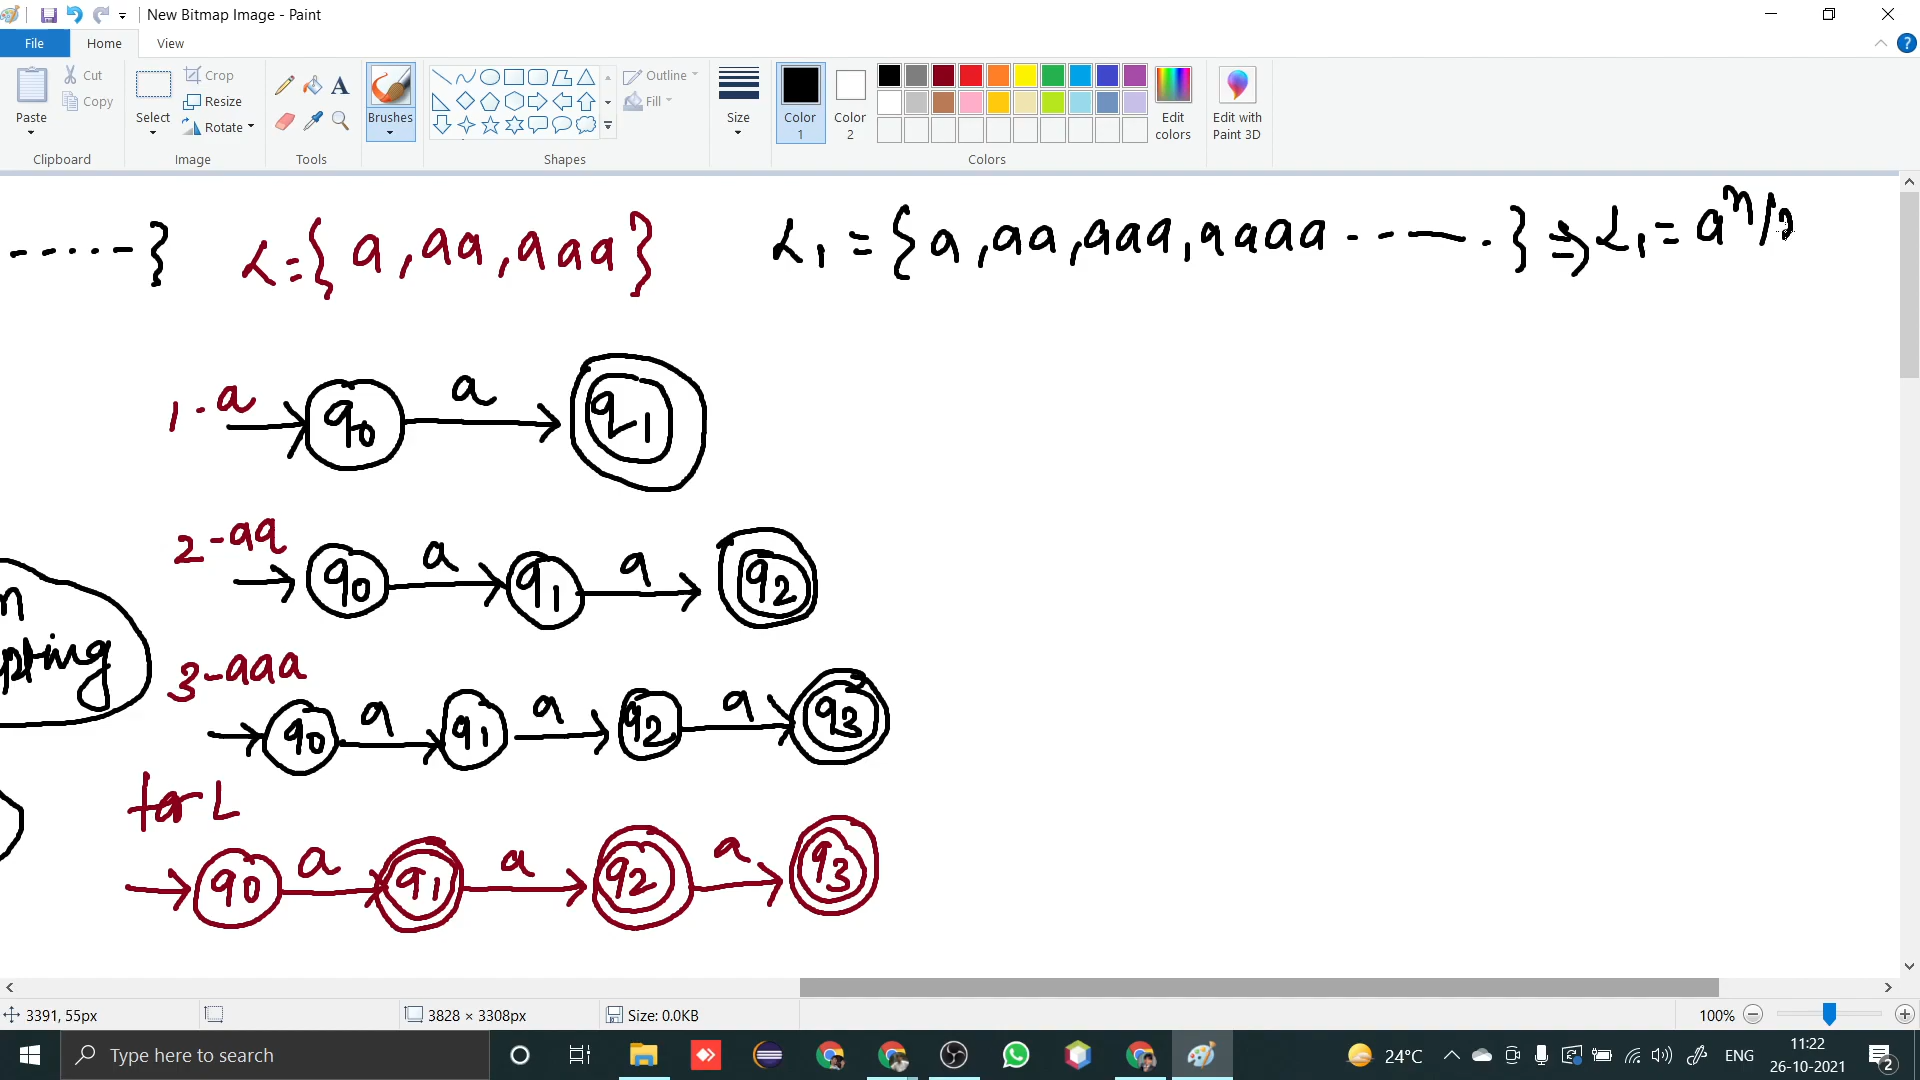 New Bitmap Image - Paint
File Home View
Paste
Cut
Copy
Clipboard
Select
Crop
Resize
Rotate
Image
Tools
Brushes
Outline
Fill
Shapes
Size
Color 1
Color 2
Colors
Edit colors
Edit with Paint 3D
-----}
L={a,aa,aaa}
L₁={a,aa,aaa,aaaa-----.}⇒L₁=aⁿ/
1-a
q0 a q1
2-aa
q0 a q1 a q2
n
pting
3-aaa
q0 a q1 a q2 a q3
for L
q0 a q1 a q2 a q3
3391, 55px
3828 × 3308px
Size: 0.0KB
100%
Type here to search
24°C
ENG
11:22
26-10-2021
2